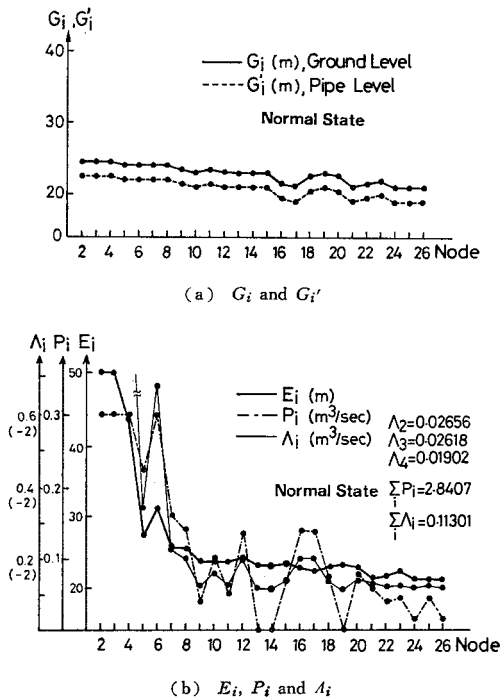 Gᵢ, G'ᵢ
40
Gᵢ (m), Ground Level
G'ᵢ (m), Pipe Level
Normal State
20
0
2 4 6 8 10 12 14 16 18 20 22 24 26 Node
(a) Gᵢ and Gᵢ′
Λᵢ Pᵢ Eᵢ
50
Eᵢ (m)
Pᵢ (m³/sec)
Λᵢ (m³/sec)
Λ₂=0.02656
Λ₃=0.02618
Λ₄=0.01902
0.6 (-2) 0.3
40
Normal State
∑ᵢ Pᵢ=2.8407
∑ᵢ Λᵢ=0.11301
0.4 (-2) 0.2
30
0.2 (-2) 0.1
20
2 4 6 8 10 12 14 16 18 20 22 24 26 Node
(b) Eᵢ, Pᵢ and Λᵢ